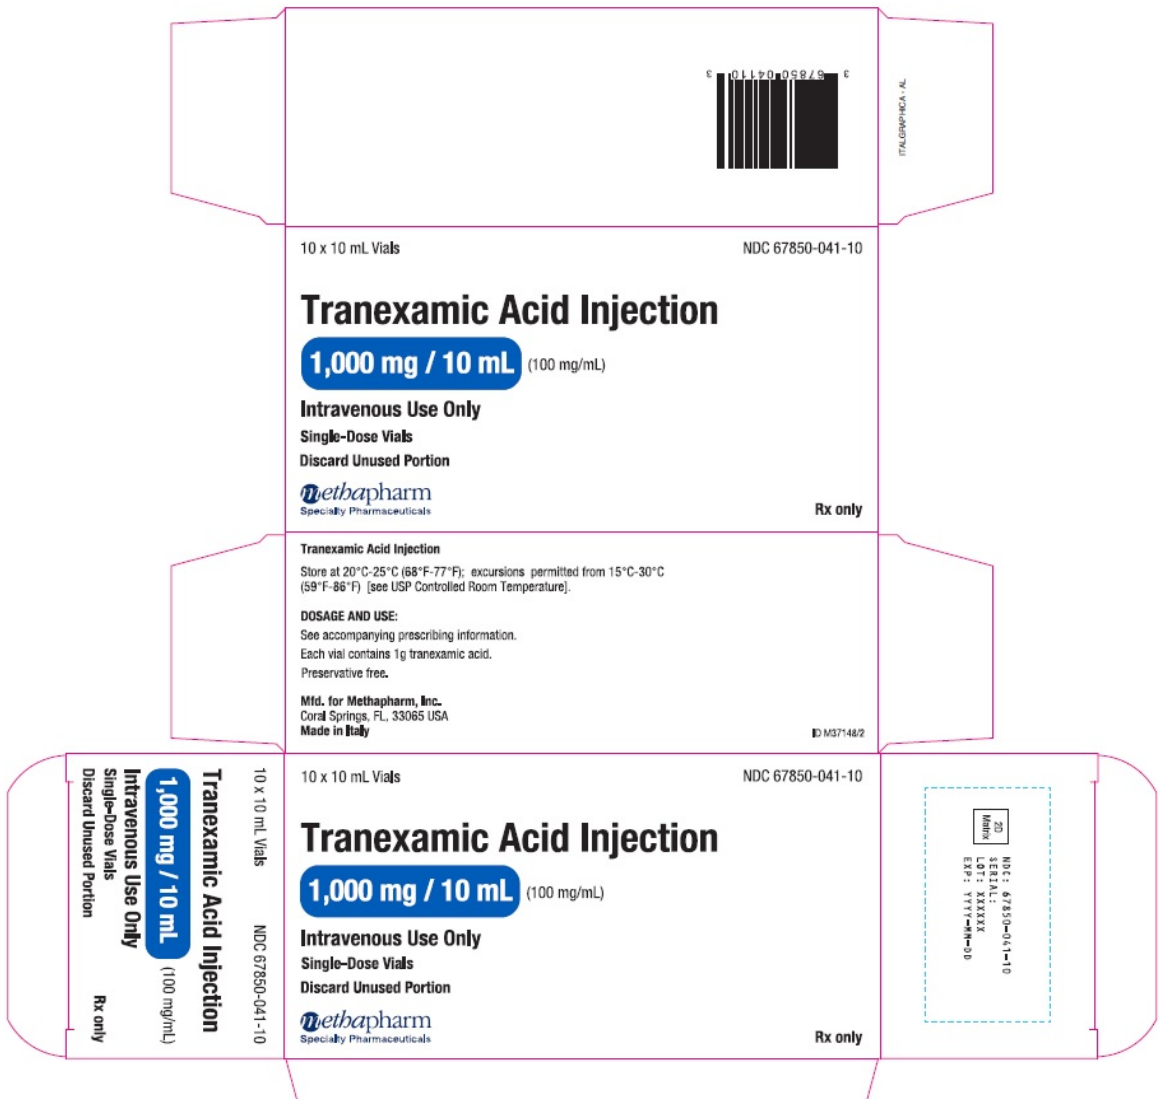 3 67850 04110 3
ITALGRAPHICA - AL
10 x 10 mL Vials
NDC 67850-041-10
Tranexamic Acid Injection
1,000 mg / 10 mL (100 mg/mL)
Intravenous Use Only
Single-Dose Vials
Discard Unused Portion
methapharm
Specialty Pharmaceuticals
Rx only
Tranexamic Acid Injection
Store at 20°C-25°C (68°F-77°F); excursions permitted from 15°C-30°C
(59°F-86°F) [see USP Controlled Room Temperature].
DOSAGE AND USE:
See accompanying prescribing information.
Each vial contains 1g tranexamic acid.
Preservative free.
Mfd. for Methapharm, Inc.
Coral Springs, FL, 33065 USA
Made in Italy
ID M37148/2
10 x 10 mL Vials NDC 67850-041-10
Tranexamic Acid Injection
1,000 mg / 10 mL (100 mg/mL)
Intravenous Use Only
Single-Dose Vials
Discard Unused Portion
Rx only
10 x 10 mL Vials
NDC 67850-041-10
Tranexamic Acid Injection
1,000 mg / 10 mL (100 mg/mL)
Intravenous Use Only
Single-Dose Vials
Discard Unused Portion
methapharm
Specialty Pharmaceuticals
Rx only
2D
Matrix
NDC: 67850-041-10
SERIAL:
LOT: XXXXXX
EXP: YYYY-MM-DD